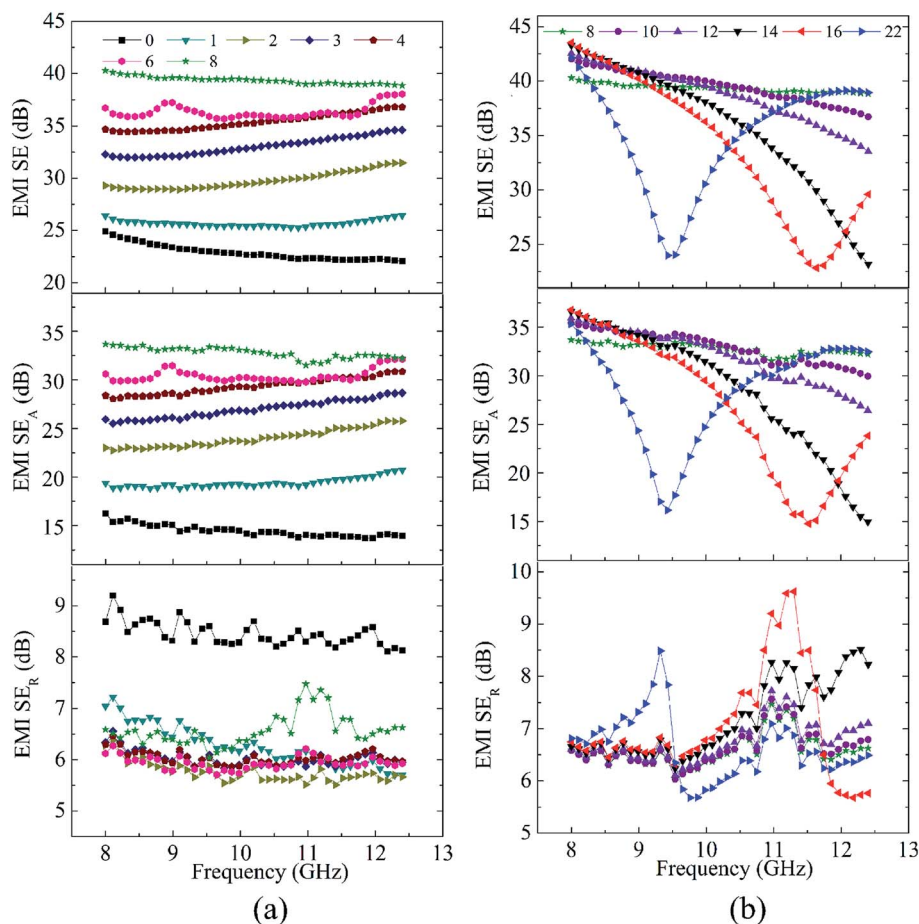 0 1 2 3 4
6 8
EMI SE (dB)
45
40
35
30
25
20
EMI SE_A (dB)
35
30
25
20
15
EMI SE_R (dB)
9
8
7
6
5
8 9 10 11 12 13
Frequency (GHz)
(a)
8 10 12 14 16 22
EMI SE (dB)
45
40
35
30
25
EMI SE_A (dB)
35
30
25
20
15
EMI SE_R (dB)
10
9
8
7
6
5
8 9 10 11 12 13
Frequency (GHz)
(b)